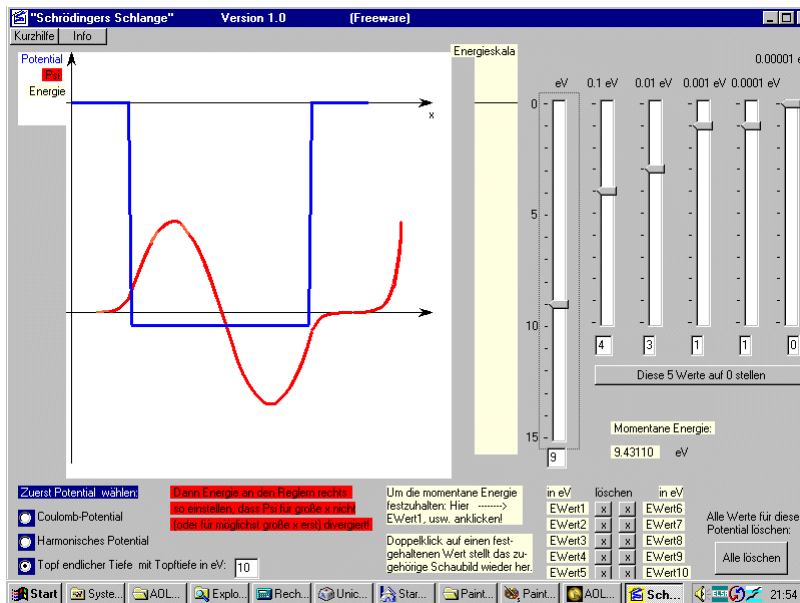 "Schrödingers Schlange" Version 1.0 (Freeware)
Kurzhilfe Info
Potential
Psi
Energie
x
Energieskala
0.00001 e
eV 0.1 eV 0.01 eV 0.001 eV 0.0001 eV
0
5
10
15
9 4 3 1 1 0
Diese 5 Werte auf 0 stellen
Momentane Energie:
9.43110 eV
Zuerst Potential wählen:
Coulomb-Potential
Harmonisches Potential
Topf endlicher Tiefe mit Topftiefe in eV: 10
Dann Energie an den Reglern rechts
so einstellen, dass Psi für große x nicht
(oder für möglichst große x erst) divergiert!
Um die momentane Energie
festzuhalten: Hier ------->
EWert1, usw. anklicken!
Doppelklick auf einen fest-
gehaltenen Wert stellt das zu-
gehörige Schaubild wieder her.
in eV löschen in eV
EWert1 x x EWert6
EWert2 x x EWert7
EWert3 x x EWert8
EWert4 x x EWert9
EWert5 x x EWert10
Alle Werte für diese
Potential löschen:
Alle löschen
Start Syste... AOL... Explo... Rech... Unic... Star... Paint... Paint... AOL... Sch... ELSA 21:54